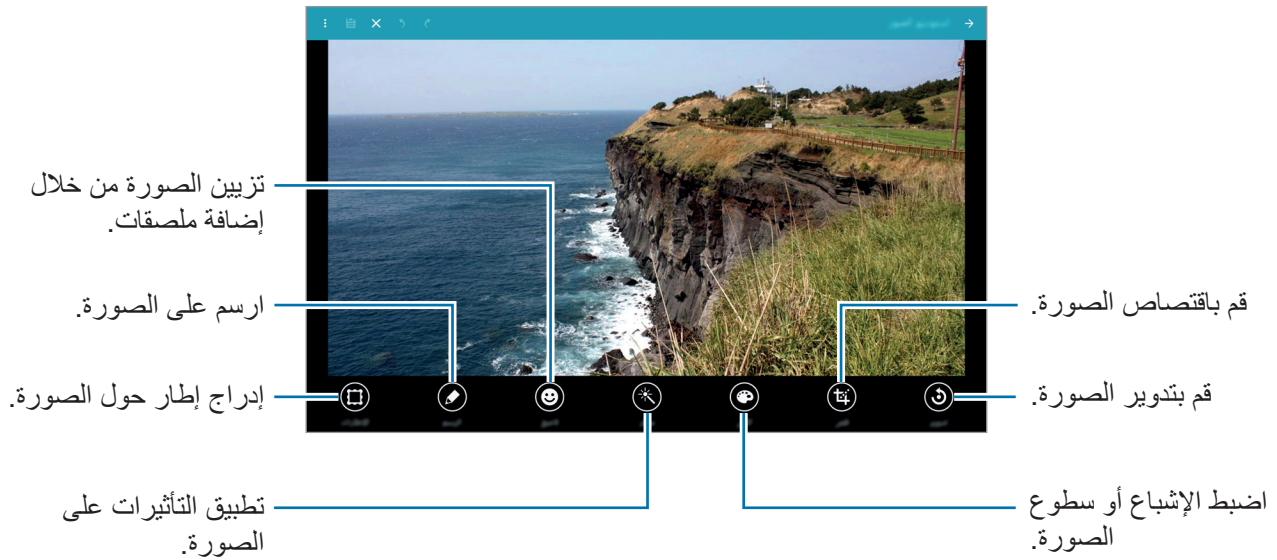 تزيين الصورة من خلال
إضافة ملصقات.
ارسم على الصورة.
قم باقتصاص الصورة.
إدراج إطار حول الصورة.
قم بتدوير الصورة.
تطبيق التأثيرات على
الصورة.
اضبط الإشباع أو سطوع
الصورة.